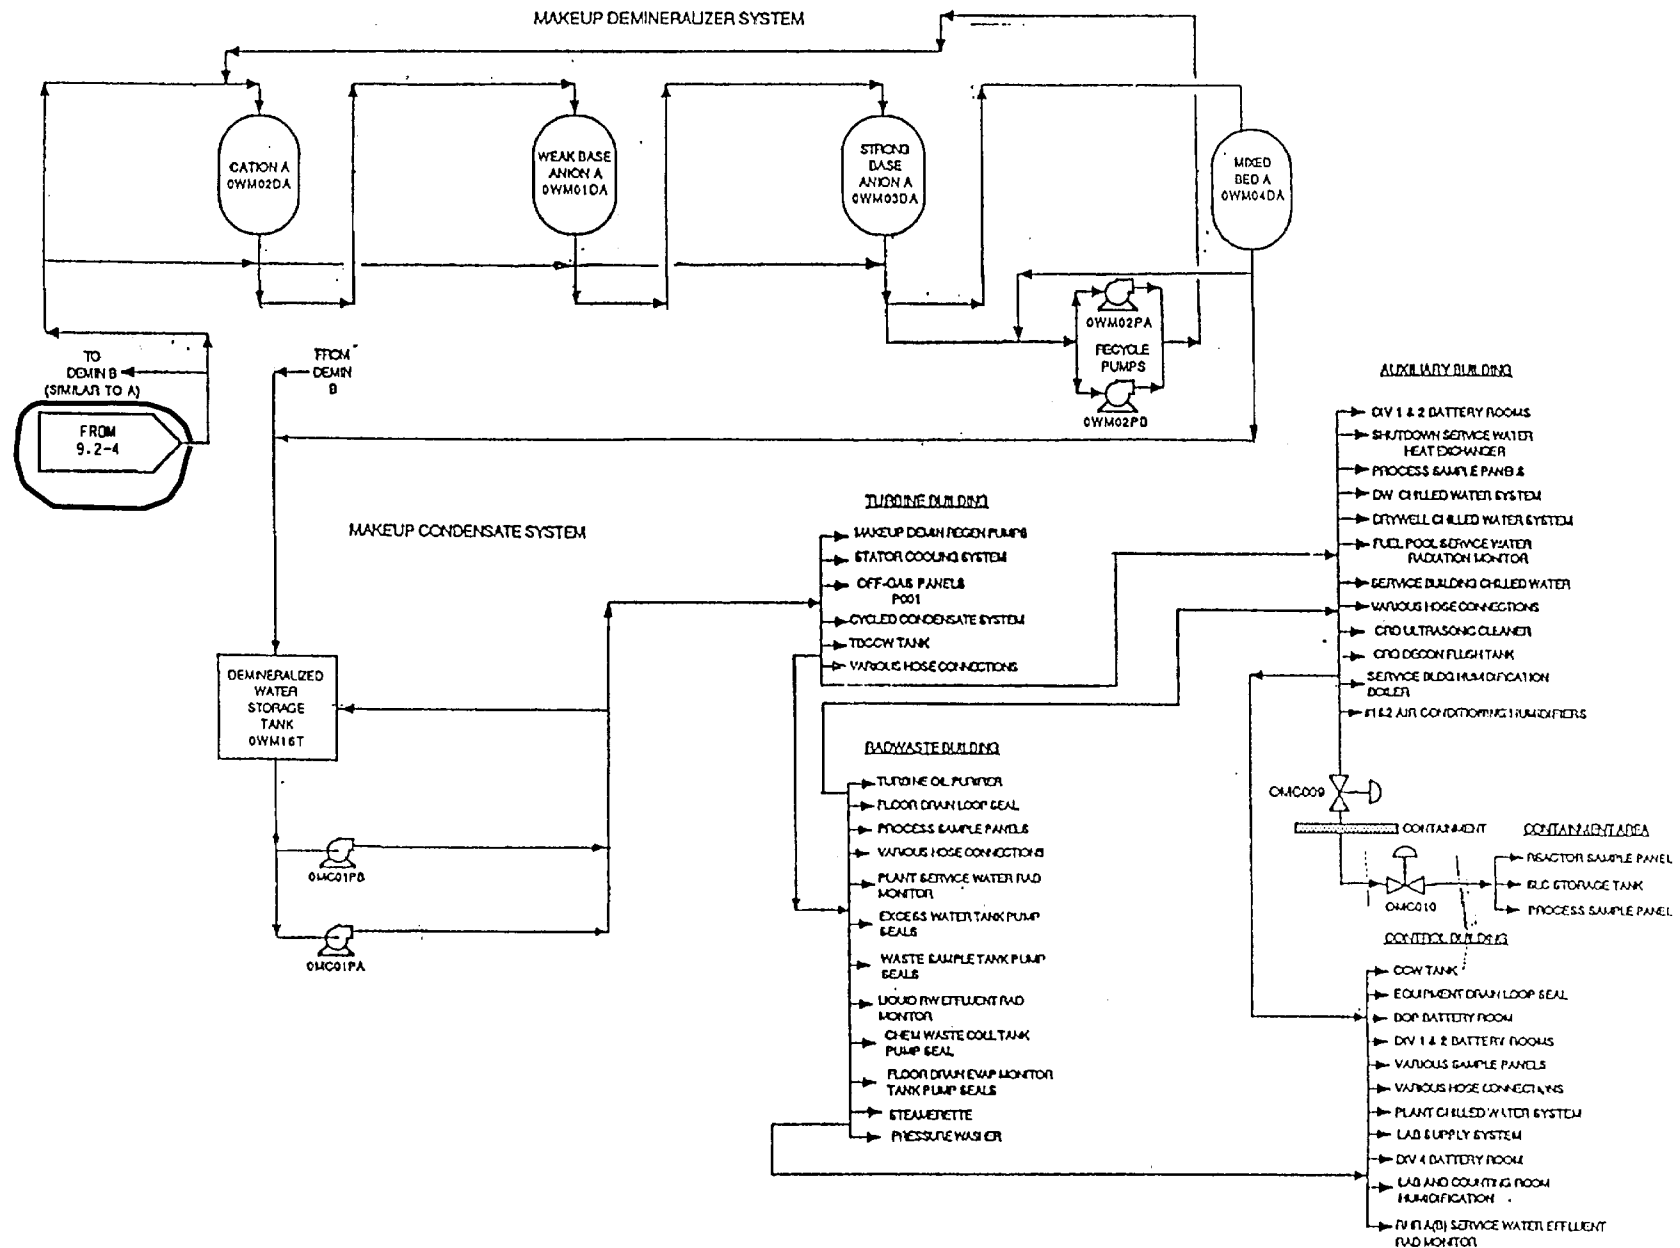 MAKEUP DEMINERALIZER SYSTEM
CATION A
0WM02DA
WEAK BASE
ANION A
0WM01DA
STRONG
BASE
ANION A
0WM03DA
MIXED
BED A
0WM04DA
0WM02PA
RECYCLE
PUMPS
0WM02PB
TO
DEMIN B
(SIMILAR TO A)
FROM
DEMIN
B
FROM
9.2-4
MAKEUP CONDENSATE SYSTEM
DEMINERALIZED
WATER
STORAGE
TANK
0WM16T
0MC01PB
0MC01PA
TURBINE BUILDING
MAKEUP DEMIN REGEN PUMPS
STATOR COOLING SYSTEM
OFF-GAS PANELS
P001
CYCLED CONDENSATE SYSTEM
TBCCW TANK
VARIOUS HOSE CONNECTIONS
RADWASTE BUILDING
TURBINE OIL PURIFIER
FLOOR DRAIN LOOP SEAL
PROCESS SAMPLE PANELS
VARIOUS HOSE CONNECTIONS
PLANT SERVICE WATER RAD
MONITOR
EXCESS WATER TANK PUMP
SEALS
WASTE SAMPLE TANK PUMP
SEALS
LIQUID RW EFFLUENT RAD
MONITOR
CHEM WASTE COLL TANK
PUMP SEAL
FLOOR DRAIN EVAP MONITOR
TANK PUMP SEALS
STEAMERETTE
PRESSURE WASHER
AUXILIARY BUILDING
DIV 1 & 2 BATTERY ROOMS
SHUTDOWN SERVICE WATER
HEAT EXCHANGER
PROCESS SAMPLE PANELS
DW CHILLED WATER SYSTEM
DRYWELL CHILLED WATER SYSTEM
FUEL POOL SERVICE WATER
RADIATION MONITOR
SERVICE BUILDING CHILLED WATER
VARIOUS HOSE CONNECTIONS
CRD ULTRASONIC CLEANER
CRD DECON FLUSH TANK
SERVICE BLDG HUMIDIFICATION
BOILER
#1&2 AIR CONDITIONING HUMIDIFIERS
OMC009
CONTAINMENT
CONTAINMENT AREA
REACTOR SAMPLE PANEL
SLC STORAGE TANK
PROCESS SAMPLE PANEL
OMC010
CONTROL BUILDING
CCW TANK
EQUIPMENT DRAIN LOOP SEAL
BOP BATTERY ROOM
DIV 1 & 2 BATTERY ROOMS
VARIOUS SAMPLE PANELS
VARIOUS HOSE CONNECTIONS
PLANT CHILLED WATER SYSTEM
LAB SUPPLY SYSTEM
DIV 4 BATTERY ROOM
LAB AND COUNTING ROOM
HUMIDIFICATION
RHR A(B) SERVICE WATER EFFLUENT
RAD MONITOR